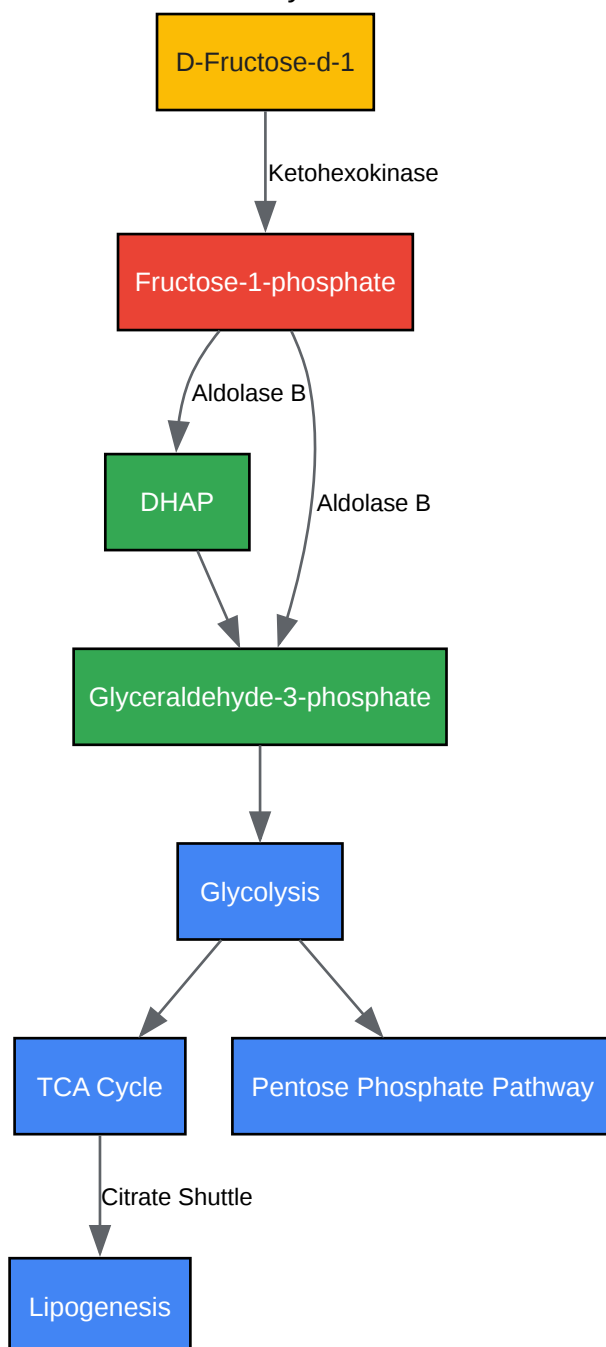 D-Fructose-d-1
Ketohexokinase
Fructose-1-phosphate
Aldolase B
DHAP
Aldolase B
Glyceraldehyde-3-phosphate
Glycolysis
TCA Cycle
Pentose Phosphate Pathway
Citrate Shuttle
Lipogenesis